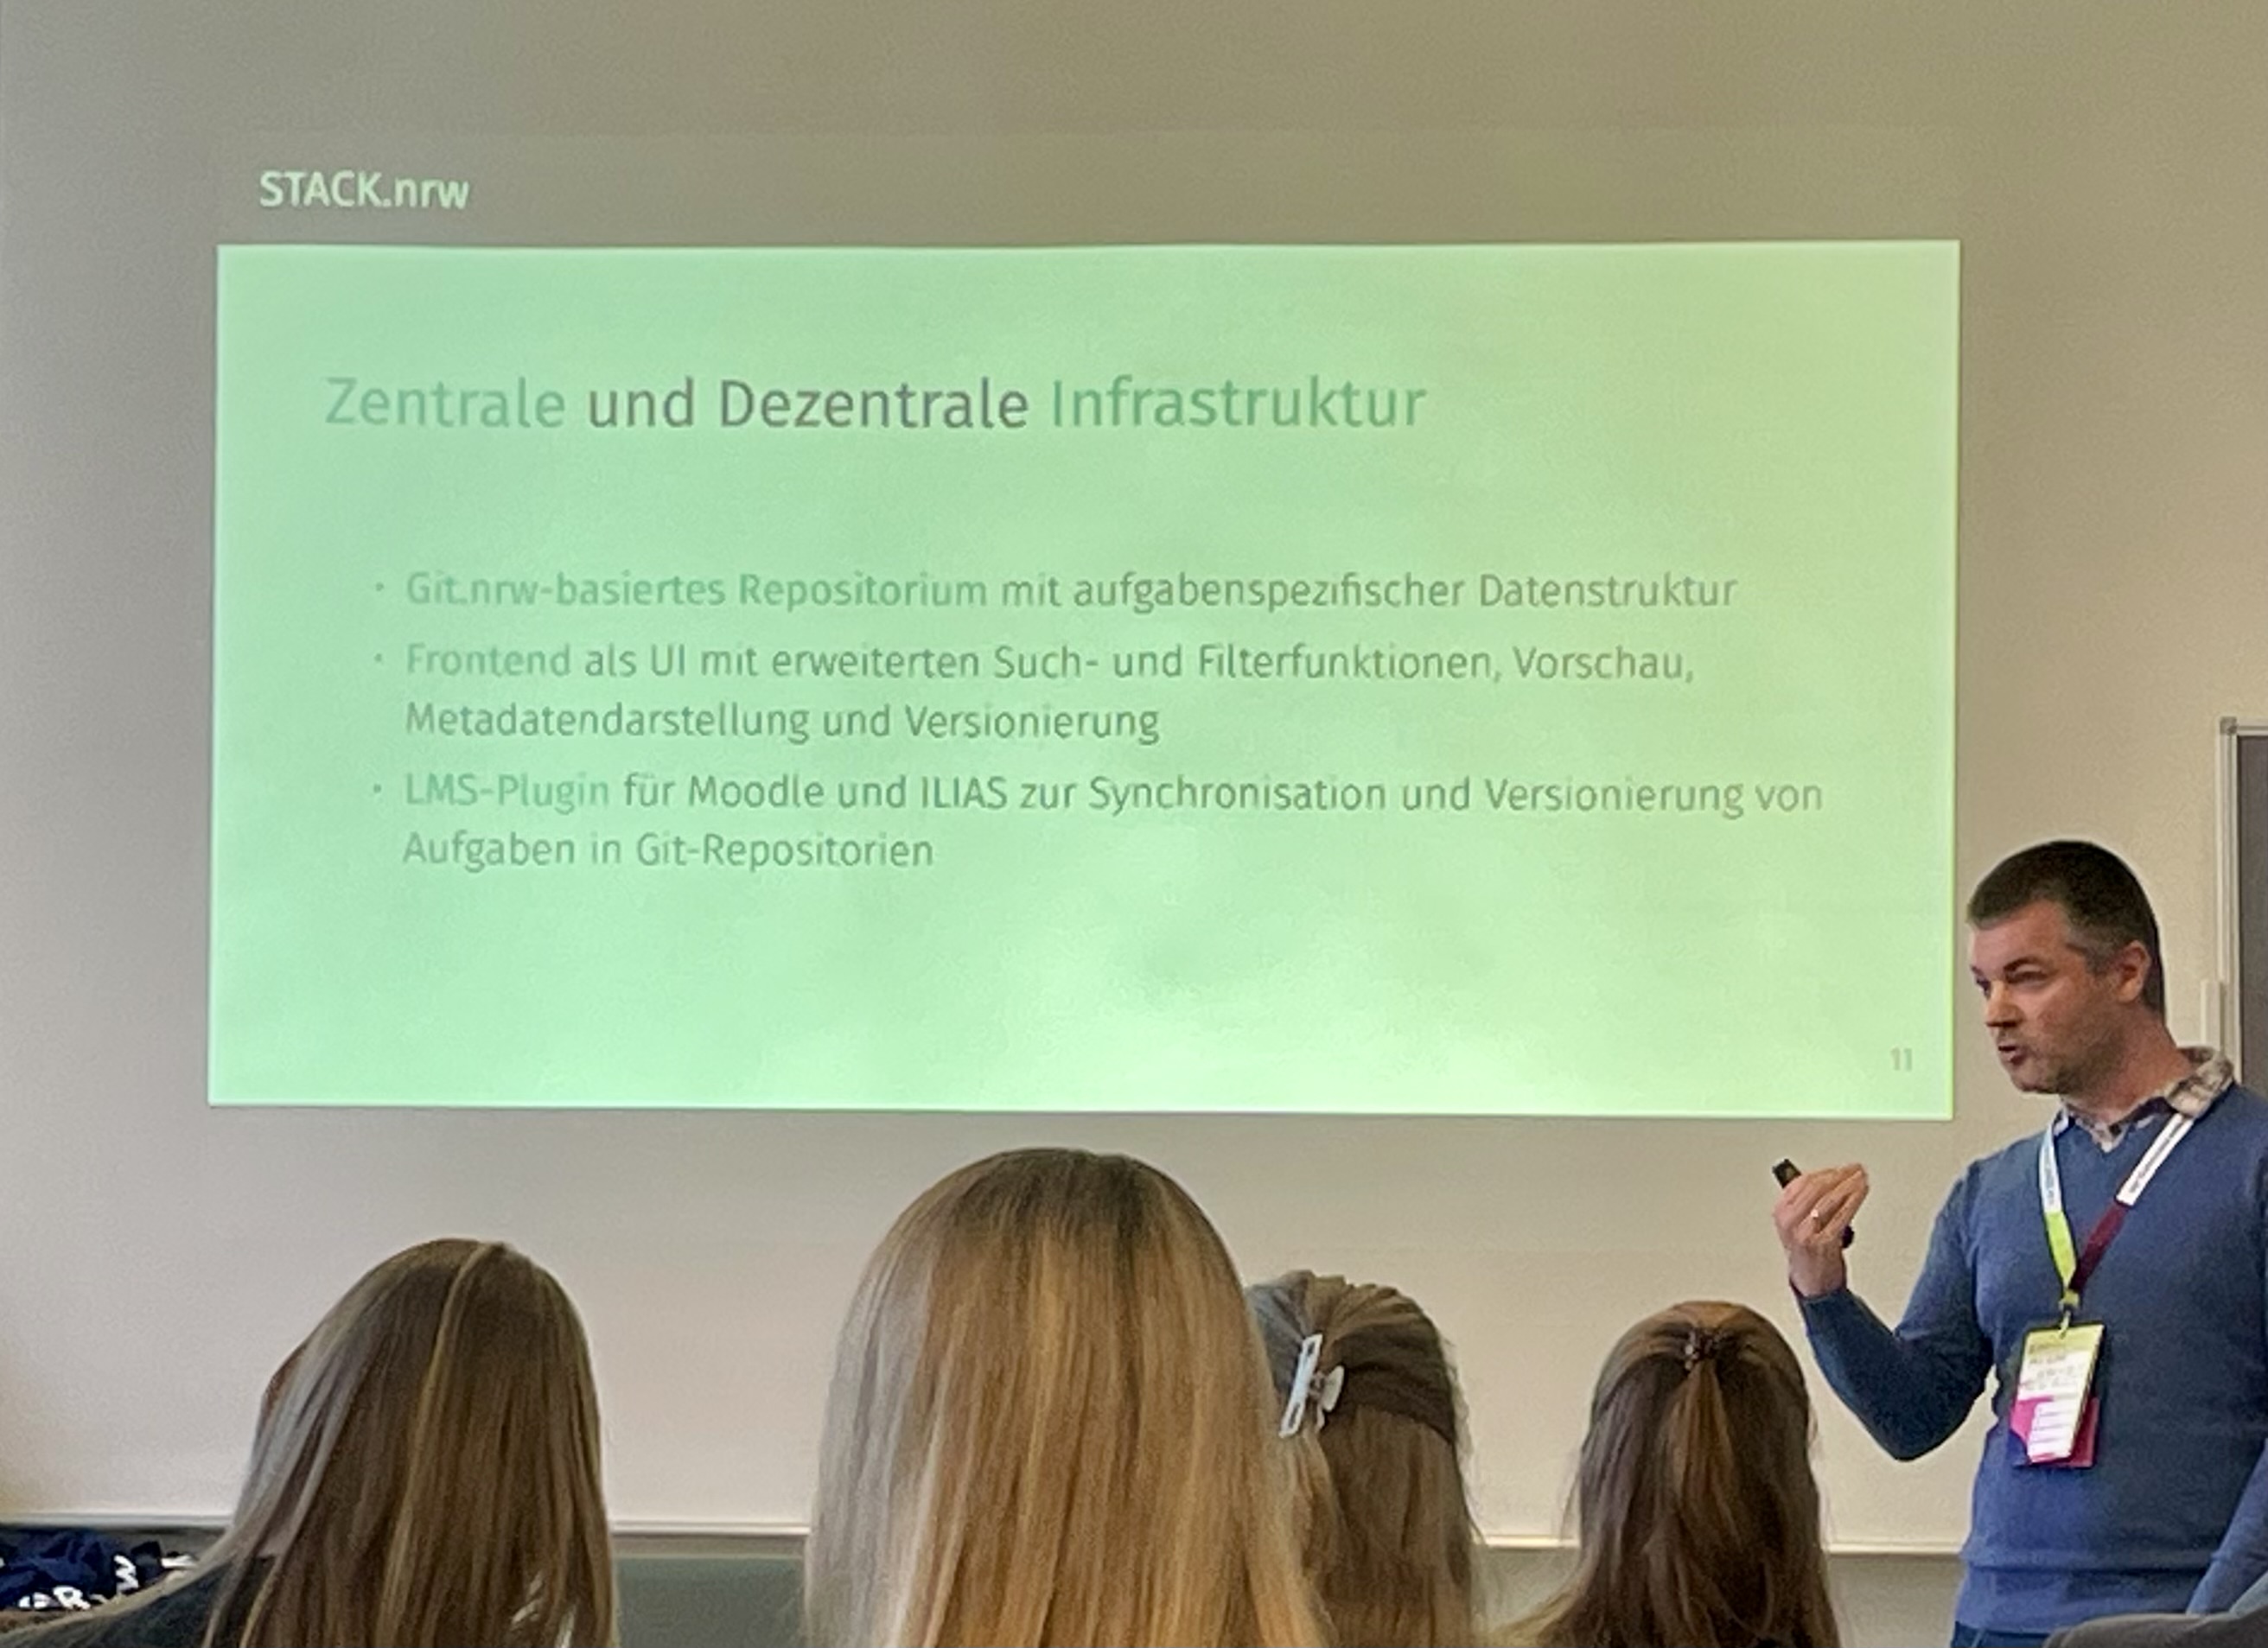 STACK.nrw
Zentrale und Dezentrale Infrastruktur
· Git.nrw-basiertes Repositorium mit aufgabenspezifischer Datenstruktur
· Frontend als UI mit erweiterten Such- und Filterfunktionen, Vorschau,
Metadatendarstellung und Versionierung
· LMS-Plugin für Moodle und ILIAS zur Synchronisation und Versionierung von
Aufgaben in Git-Repositorien
11